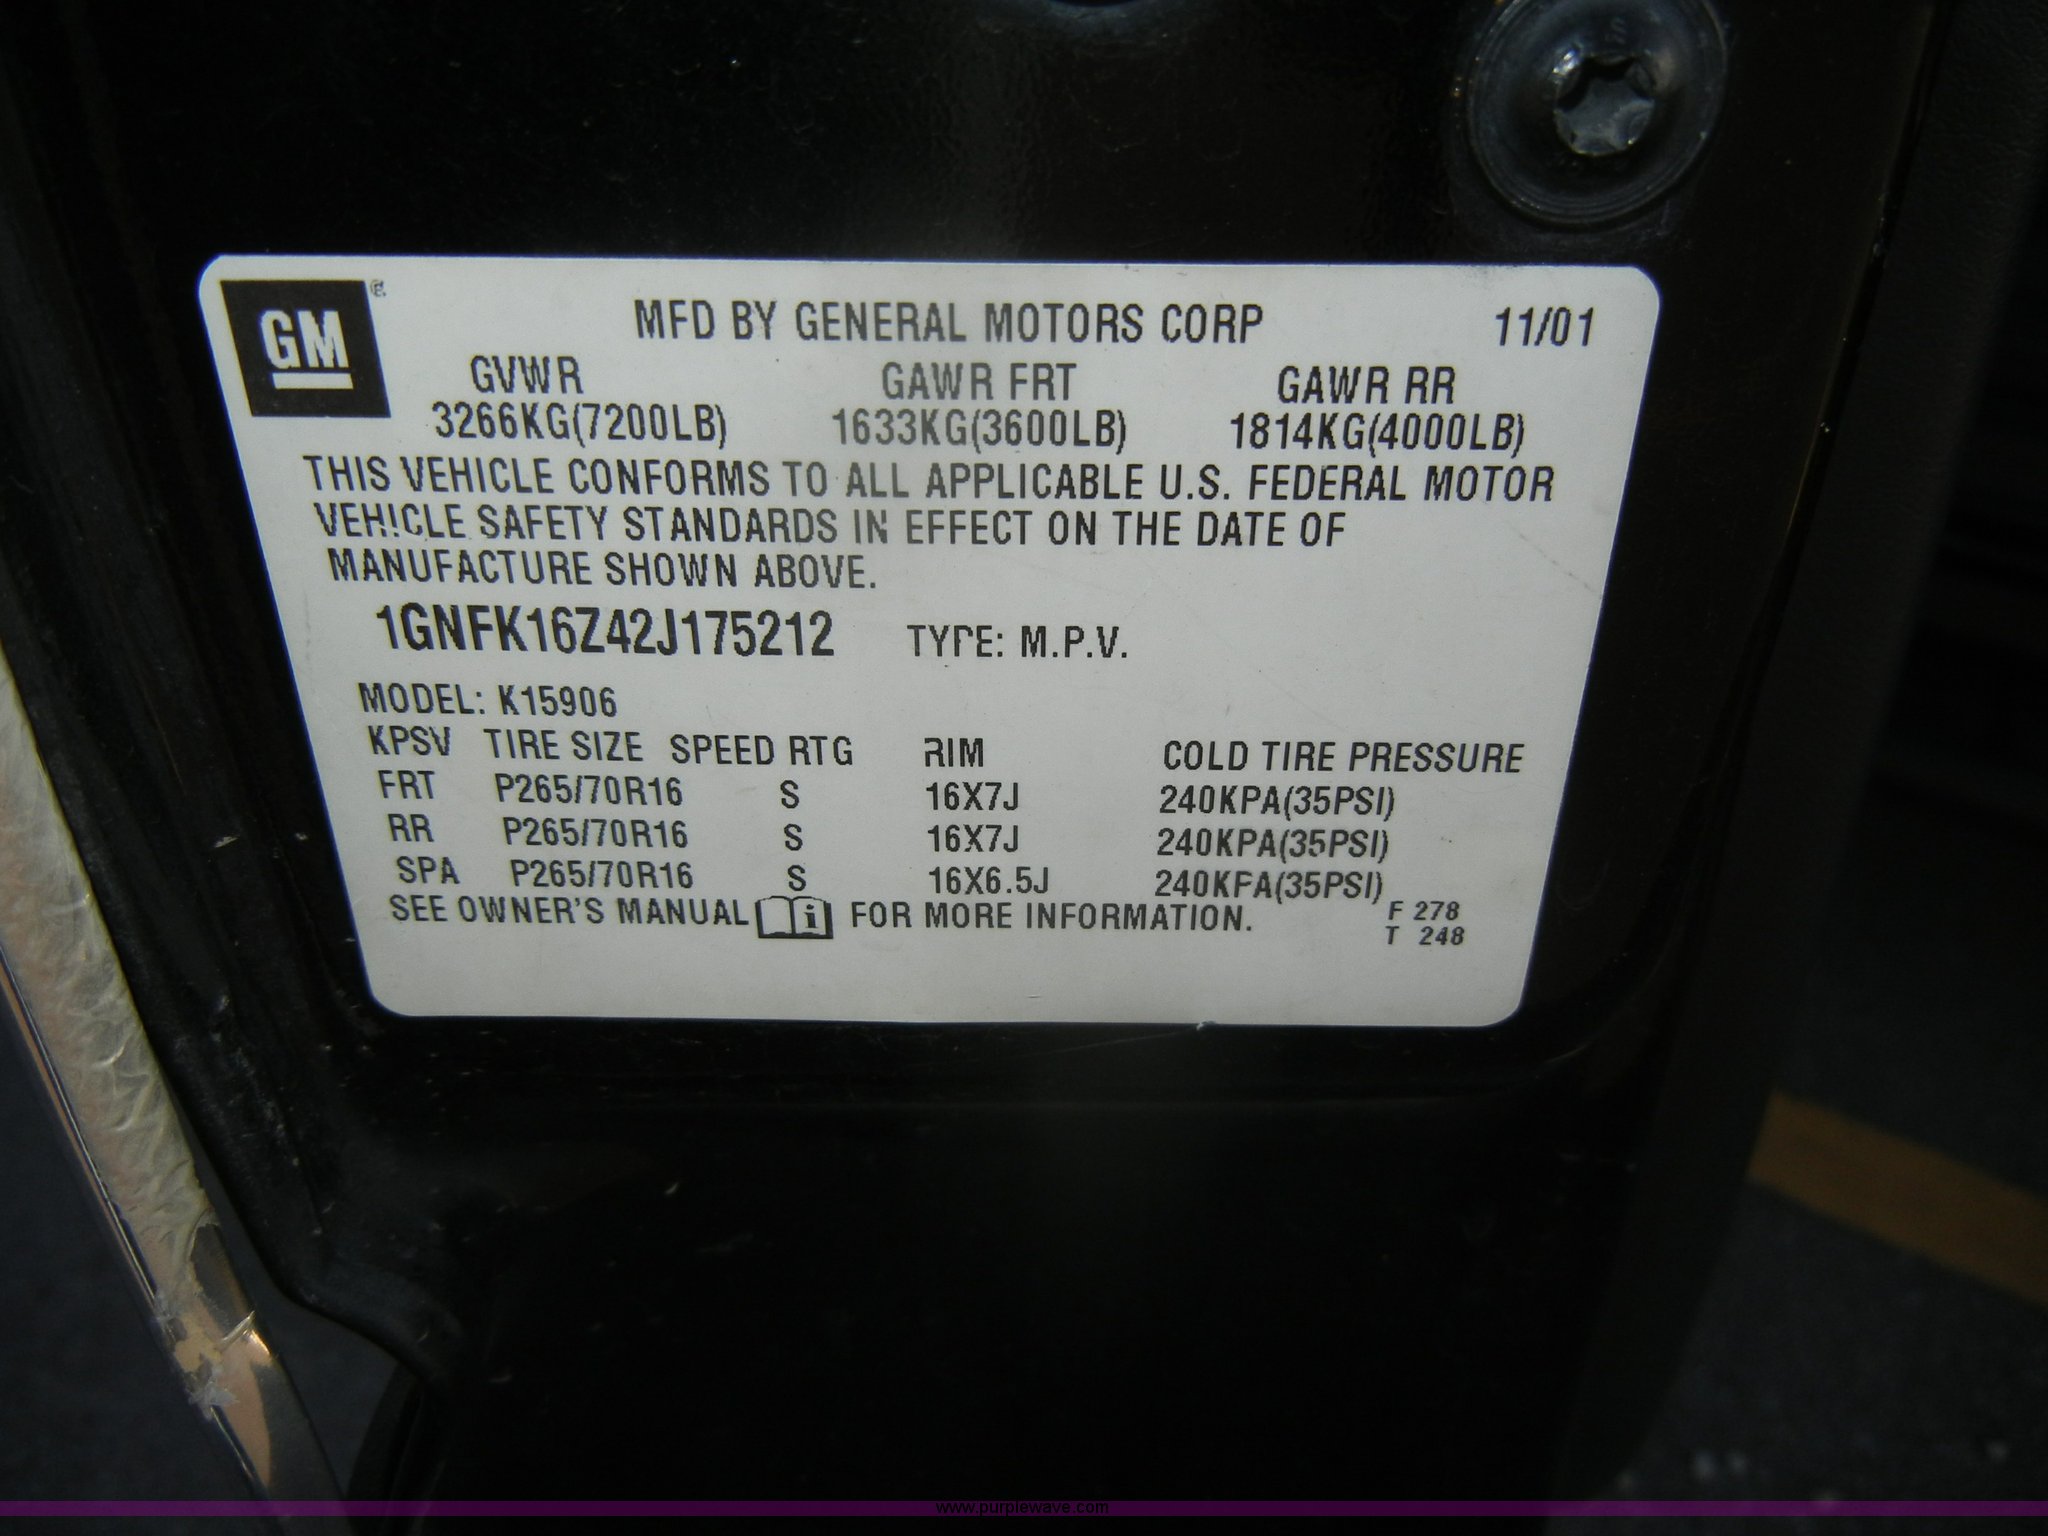 GM
MFD BY GENERAL MOTORS CORP 11/01
GVWR GAWR FRT GAWR RR
3266KG(7200LB) 1633KG(3600LB) 1814KG(4000LB)
THIS VEHICLE CONFORMS TO ALL APPLICABLE U.S. FEDERAL MOTOR
VEHICLE SAFETY STANDARDS IN EFFECT ON THE DATE OF
MANUFACTURE SHOWN ABOVE.
1GNFK16Z42J175212 TYPE: M.P.V.
MODEL: K15906
KPSV TIRE SIZE SPEED RTG RIM COLD TIRE PRESSURE
FRT P265/70R16 S 16X7J 240KPA(35PSI)
RR P265/70R16 S 16X7J 240KPA(35PSI)
SPA P265/70R16 S 16X6.5J 240KPA(35PSI)
SEE OWNER'S MANUAL i FOR MORE INFORMATION. F 278
T 248
www.purplewave.com